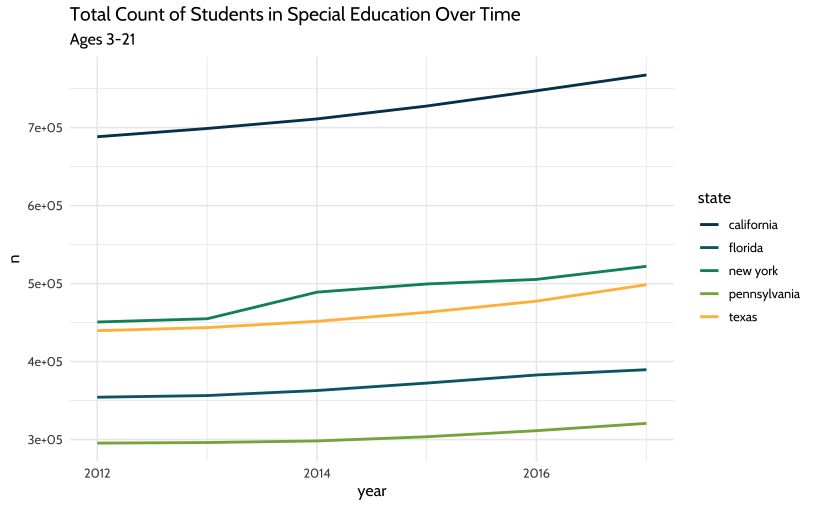 Total Count of Students in Special Education Over Time
Ages 3-21
7e+05
6e+05
5e+05
4e+05
3e+05
n
2012
2014
2016
year
state
california
florida
new york
pennsylvania
texas